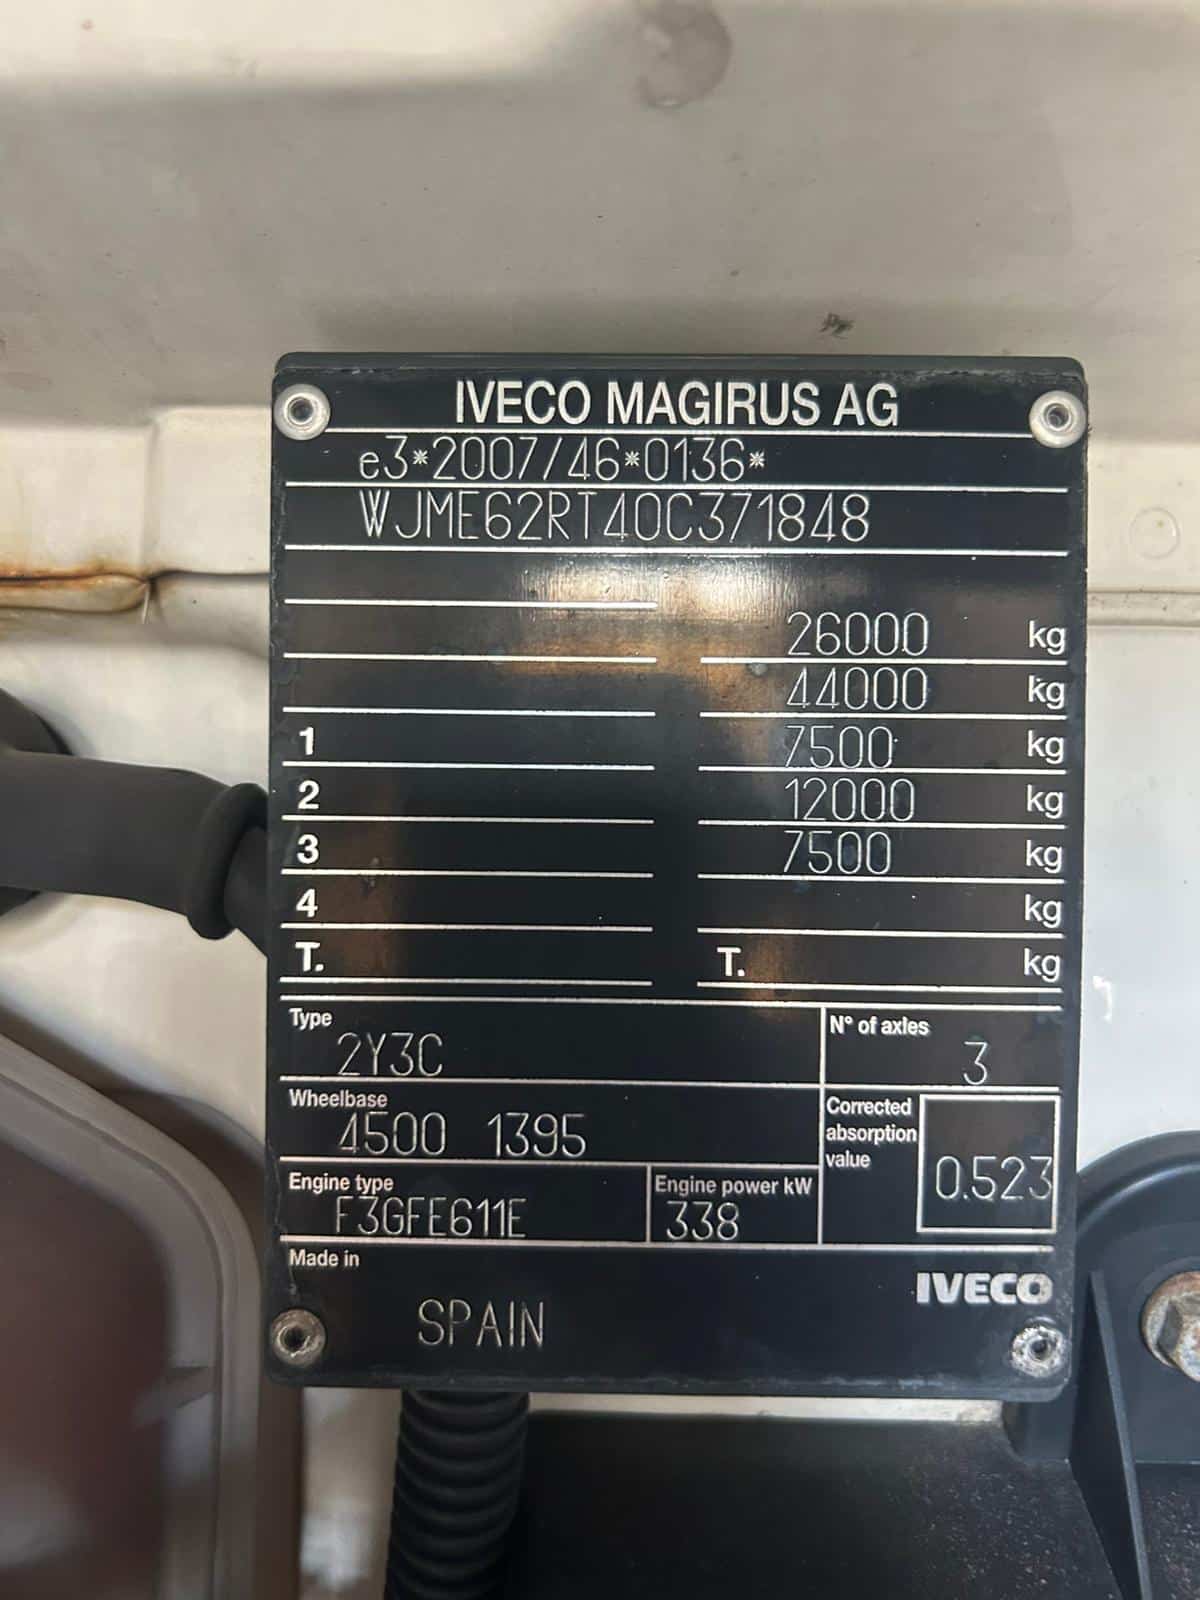 IVECO MAGIRUS AG
e3*2007/46*0136*
WJME62RT40C371848
26000 kg
44000 kg
1 7500 kg
2 12000 kg
3 7500 kg
4 kg
T. T. kg
Type
2Y3C
N° of axles
3
Wheelbase
4500 1395
Corrected
absorption
value
0.523
Engine type
F3GFE611E
Engine power kW
338
Made in
SPAIN
IVECO